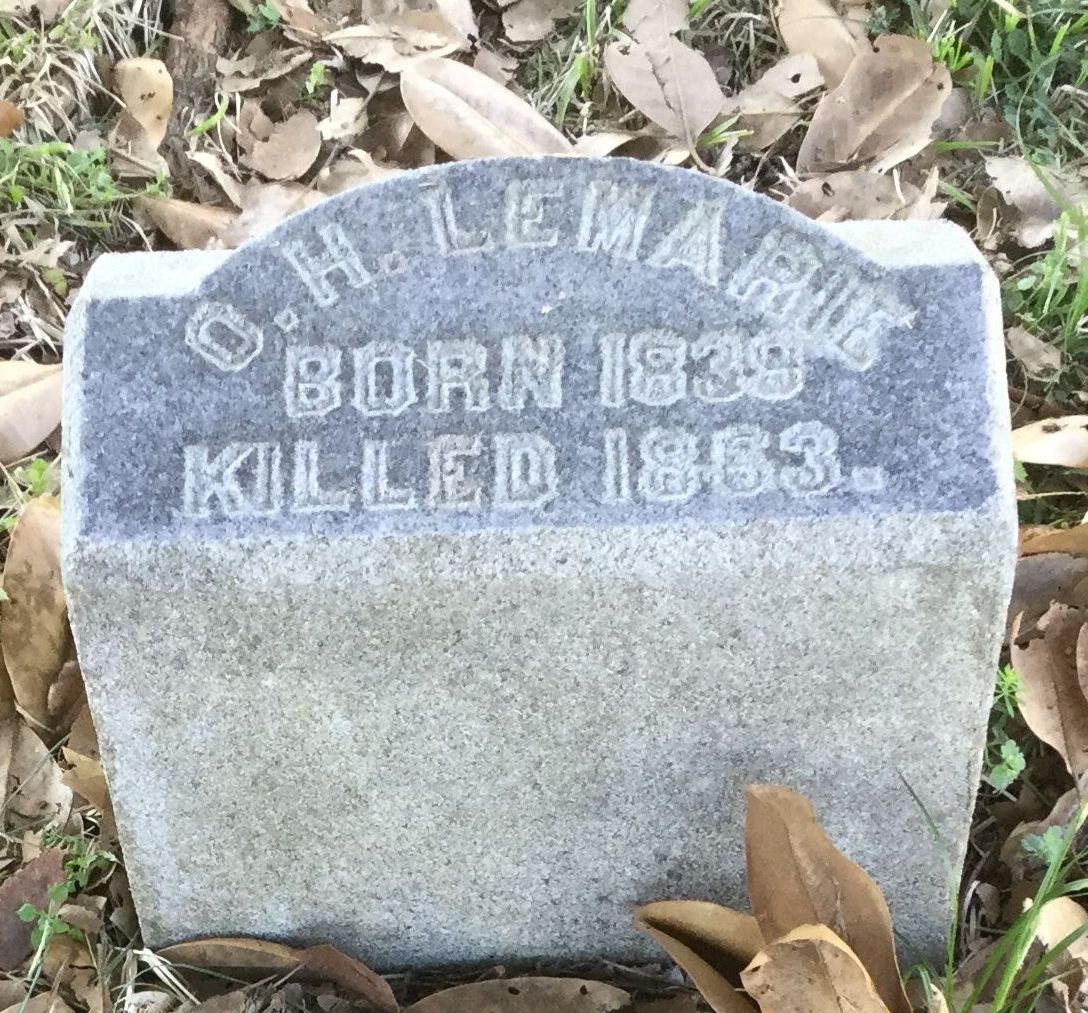 O. H. LEMARIE
BORN 1838
KILLED 1863.